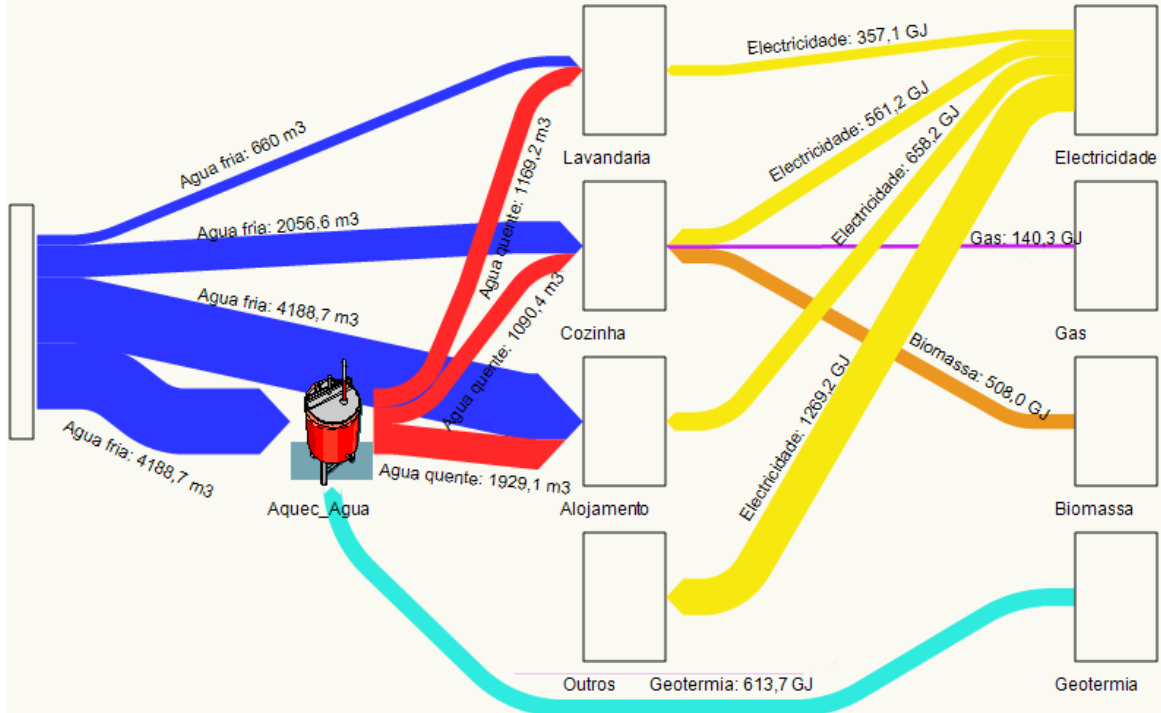 Electricidade: 357,1 GJ
Agua fria: 660 m3
Agua quente: 1169,2 m3
Electricidade: 561,2 GJ
Electricidade: 658,2 GJ
Lavandaria
Electricidade
Agua fria: 2056,6 m3
Gas: 140,3 GJ
Agua fria: 4188,7 m3
Agua quente: 1090,4 m3
Cozinha
Gas
Biomassa: 508,0 GJ
Electricidade: 1269,2 GJ
Agua fria: 4188,7 m3
Agua quente: 1929,1 m3
Aquec_Agua
Alojamento
Biomassa
Outros
Geotermia: 613,7 GJ
Geotermia